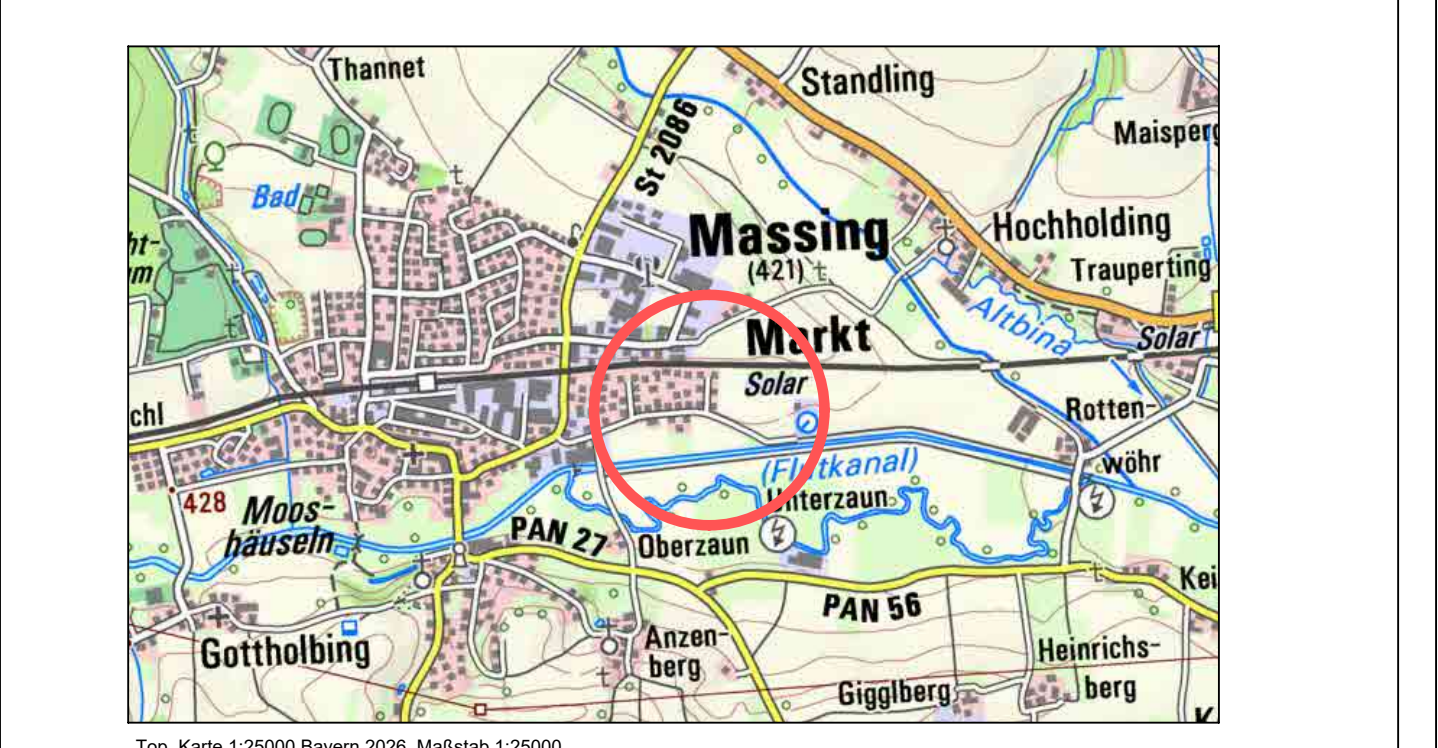 Thannet
Standling
Maisperg
St 2086
Bad
Massing
(421)
Hochholding
ht-
um
Trauperting
Altbina
Markt
Solar
Solar
chl
Rotten-
wöhr
(Flutkanal)
428
Moos-
häuseln
Unterzaun
PAN 27
Oberzaun
PAN 56
Kei
Gottholbing
Anzen-
berg
Heinrichs-
berg
Gigglberg
K
Top. Karte 1:25000 Bayern 2026, Maßstab 1:25000